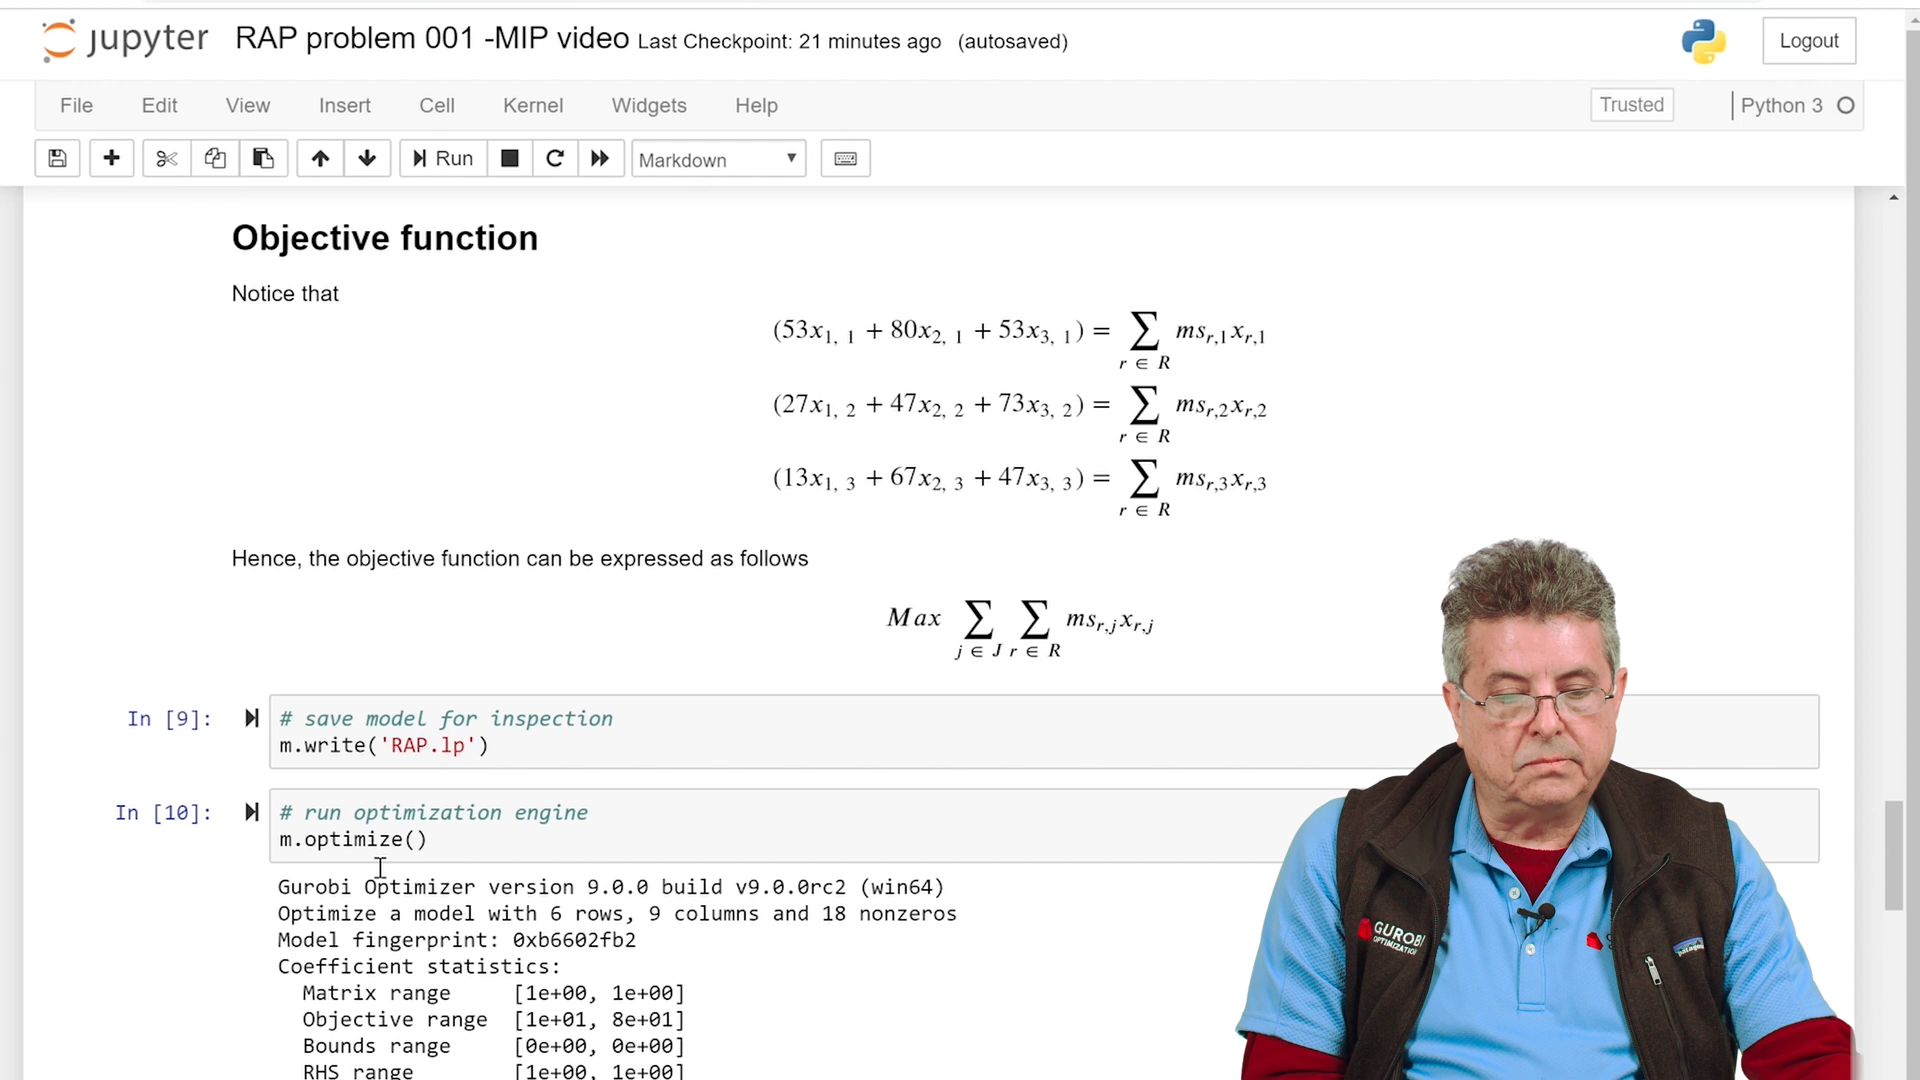 jupyter RAP problem 001 -MIP video Last Checkpoint: 21 minutes ago (autosaved) Logout
File Edit View Insert Cell Kernel Widgets Help Trusted Python 3
Run Markdown
Objective function
Notice that
(53x1, 1 + 80x2, 1 + 53x3, 1) = ∑ r ∈ R msr,1xr,1
(27x1, 2 + 47x2, 2 + 73x3, 2) = ∑ r ∈ R msr,2xr,2
(13x1, 3 + 67x2, 3 + 47x3, 3) = ∑ r ∈ R msr,3xr,3
Hence, the objective function can be expressed as follows
Max ∑ j ∈ J ∑ r ∈ R msr,jxr,j
In [9]: # save model for inspection
m.write('RAP.lp')
In [10]: # run optimization engine
m.optimize()
Gurobi Optimizer version 9.0.0 build v9.0.0rc2 (win64)
Optimize a model with 6 rows, 9 columns and 18 nonzeros
Model fingerprint: 0xb6602fb2
Coefficient statistics:
Matrix range [1e+00, 1e+00]
Objective range [1e+01, 8e+01]
Bounds range [0e+00, 0e+00]
RHS range [1e+00, 1e+00]
GUROBI
OPTIMIZATION
patagonia